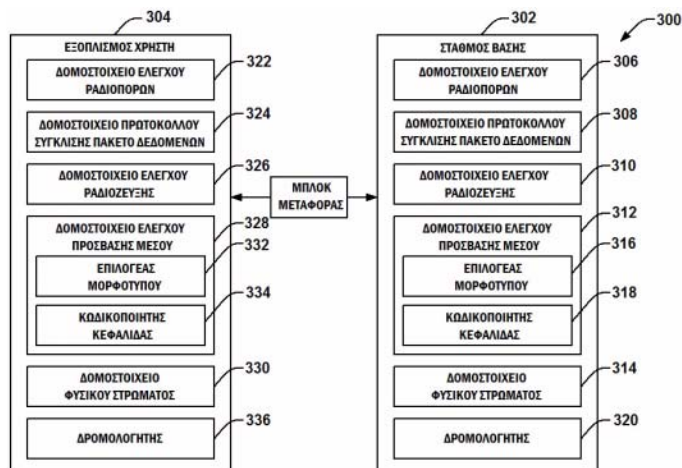 304
302
300
ΕΞΟΠΛΙΣΜΟΣ ΧΡΗΣΤΗ
ΔΟΜΟΣΤΟΙΧΕΙΟ ΕΛΕΓΧΟΥ
ΡΑΔΙΟΠΟΡΩΝ
322
ΔΟΜΟΣΤΟΙΧΕΙΟ ΠΡΩΤΟΚΟΛΛΟΥ
ΣΥΓΚΛΙΣΗΣ ΠΑΚΕΤΟ ΔΕΔΟΜΕΝΩΝ
324
ΔΟΜΟΣΤΟΙΧΕΙΟ ΕΛΕΓΧΟΥ
ΡΑΔΙΟΖΕΥΞΗΣ
326
ΔΟΜΟΣΤΟΙΧΕΙΟ ΕΛΕΓΧΟΥ
ΠΡΟΣΒΑΣΗΣ ΜΕΣΟΥ
328
332
ΕΠΙΛΟΓΕΑΣ
ΜΟΡΦΟΤΥΠΟΥ
334
ΚΩΔΙΚΟΠΟΙΗΤΗΣ
ΚΕΦΑΛΙΔΑΣ
330
ΔΟΜΟΣΤΟΙΧΕΙΟ
ΦΥΣΙΚΟΥ ΣΤΡΩΜΑΤΟΣ
336
ΔΡΟΜΟΛΟΓΗΤΗΣ
ΜΠΛΟΚ
ΜΕΤΑΦΟΡΑΣ
ΣΤΑΘΜΟΣ ΒΑΣΗΣ
ΔΟΜΟΣΤΟΙΧΕΙΟ ΕΛΕΓΧΟΥ
ΡΑΔΙΟΠΟΡΩΝ
306
ΔΟΜΟΣΤΟΙΧΕΙΟ ΠΡΩΤΟΚΟΛΛΟΥ
ΣΥΓΚΛΙΣΗΣ ΠΑΚΕΤΟ ΔΕΔΟΜΕΝΩΝ
308
ΔΟΜΟΣΤΟΙΧΕΙΟ ΕΛΕΓΧΟΥ
ΡΑΔΙΟΖΕΥΞΗΣ
310
ΔΟΜΟΣΤΟΙΧΕΙΟ ΕΛΕΓΧΟΥ
ΠΡΟΣΒΑΣΗΣ ΜΕΣΟΥ
312
316
ΕΠΙΛΟΓΕΑΣ
ΜΟΡΦΟΤΥΠΟΥ
318
ΚΩΔΙΚΟΠΟΙΗΤΗΣ
ΚΕΦΑΛΙΔΑΣ
314
ΔΟΜΟΣΤΟΙΧΕΙΟ
ΦΥΣΙΚΟΥ ΣΤΡΩΜΑΤΟΣ
320
ΔΡΟΜΟΛΟΓΗΤΗΣ